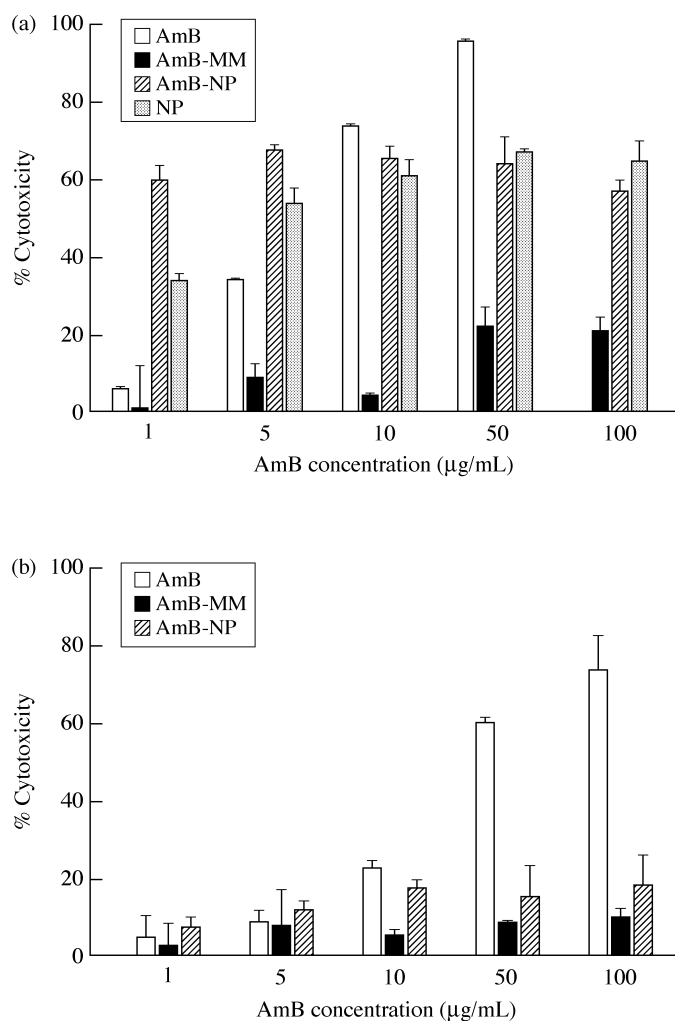 (a)
100
80
60
40
20
0
% Cytotoxicity
AmB
AmB-MM
AmB-NP
NP
1 5 10 50 100
AmB concentration (μg/mL)
(b)
100
80
60
40
20
0
% Cytotoxicity
AmB
AmB-MM
AmB-NP
1 5 10 50 100
AmB concentration (μg/mL)